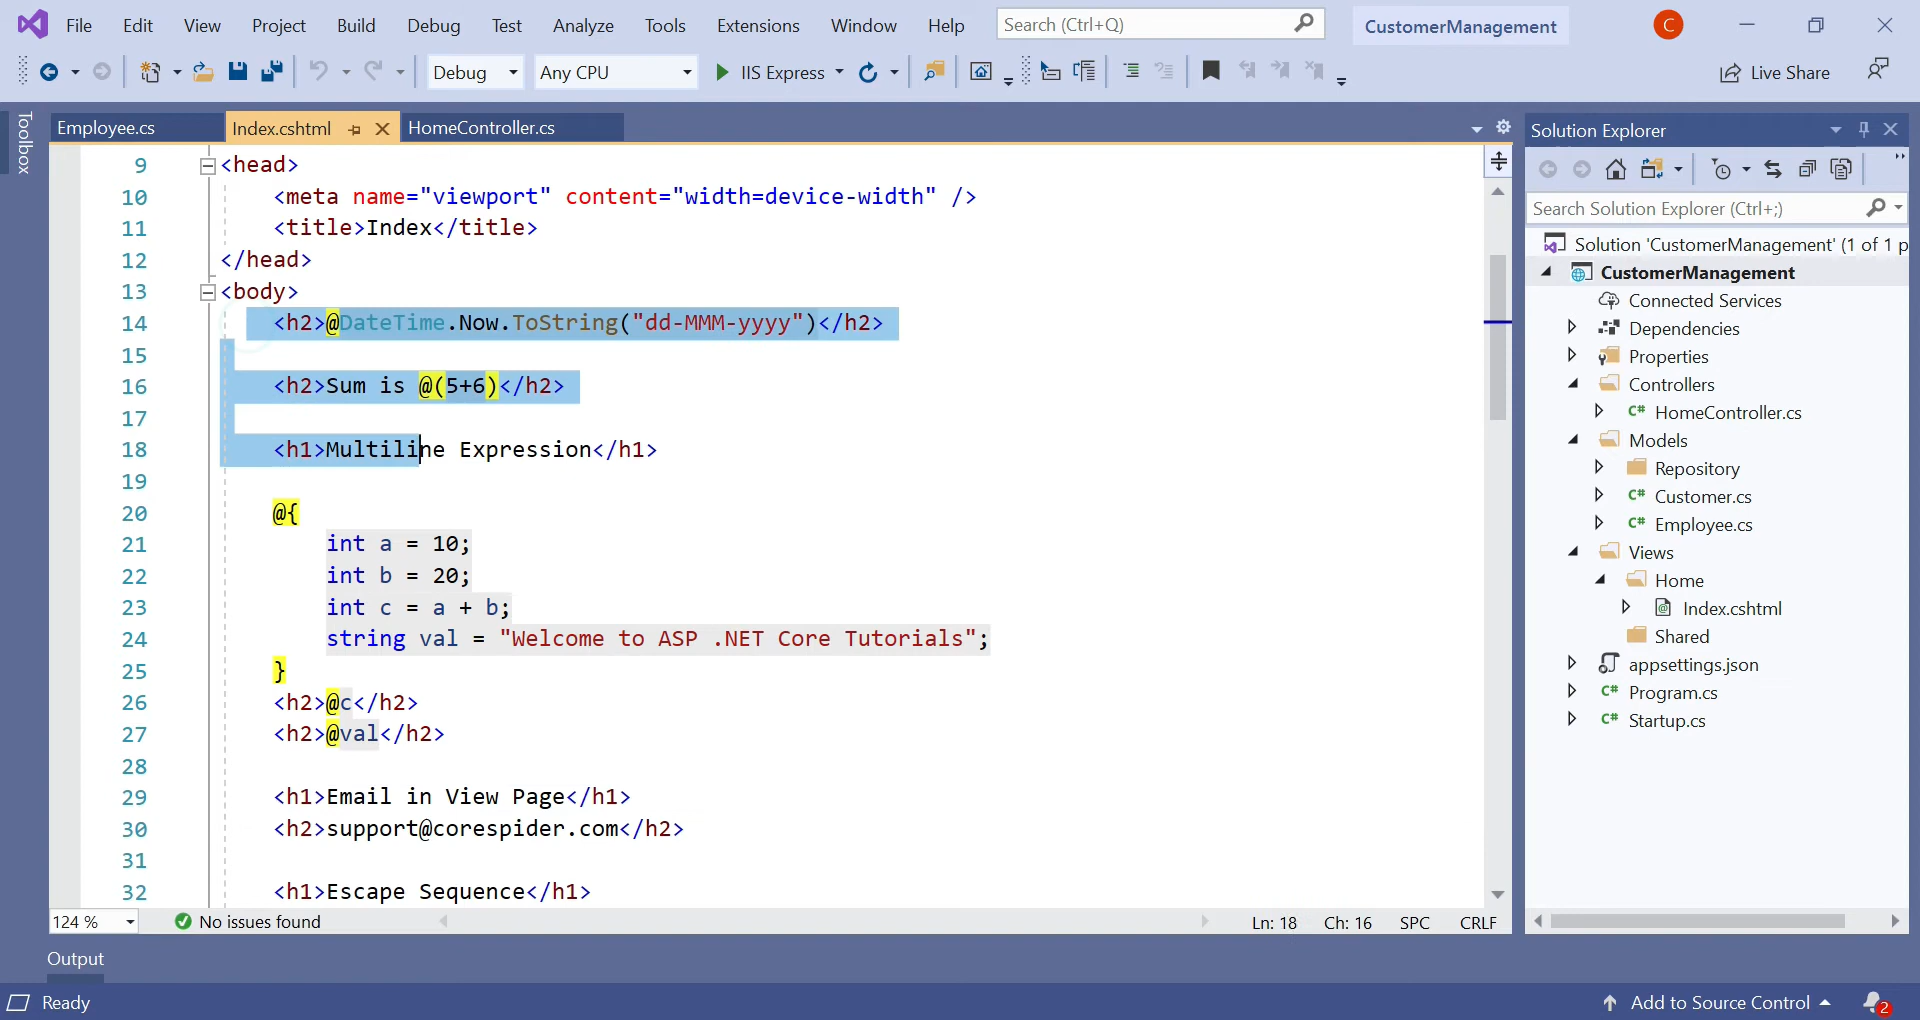 File Edit View Project Build Debug Test Analyze Tools Extensions Window Help Search (Ctrl+Q) CustomerManagement C
Debug Any CPU IIS Express Live Share
Toolbox
Employee.cs Index.cshtml HomeController.cs
9 <head>
10 <meta name="viewport" content="width=device-width" />
11 <title>Index</title>
12 </head>
13 <body>
14 <h2>@DateTime.Now.ToString("dd-MMM-yyyy")</h2>
15
16 <h2>Sum is @(5+6)</h2>
17
18 <h1>Multiline Expression</h1>
19
20 @{
21 int a = 10;
22 int b = 20;
23 int c = a + b;
24 string val = "Welcome to ASP .NET Core Tutorials";
25 }
26 <h2>@c</h2>
27 <h2>@val</h2>
28
29 <h1>Email in View Page</h1>
30 <h2>support@corespider.com</h2>
31
32 <h1>Escape Sequence</h1>
124 % No issues found Ln: 18 Ch: 16 SPC CRLF
Solution Explorer
Search Solution Explorer (Ctrl+;)
Solution 'CustomerManagement' (1 of 1 p
CustomerManagement
Connected Services
Dependencies
Properties
Controllers
C# HomeController.cs
Models
Repository
C# Customer.cs
C# Employee.cs
Views
Home
Index.cshtml
Shared
appsettings.json
C# Program.cs
C# Startup.cs
Output
Ready Add to Source Control 2